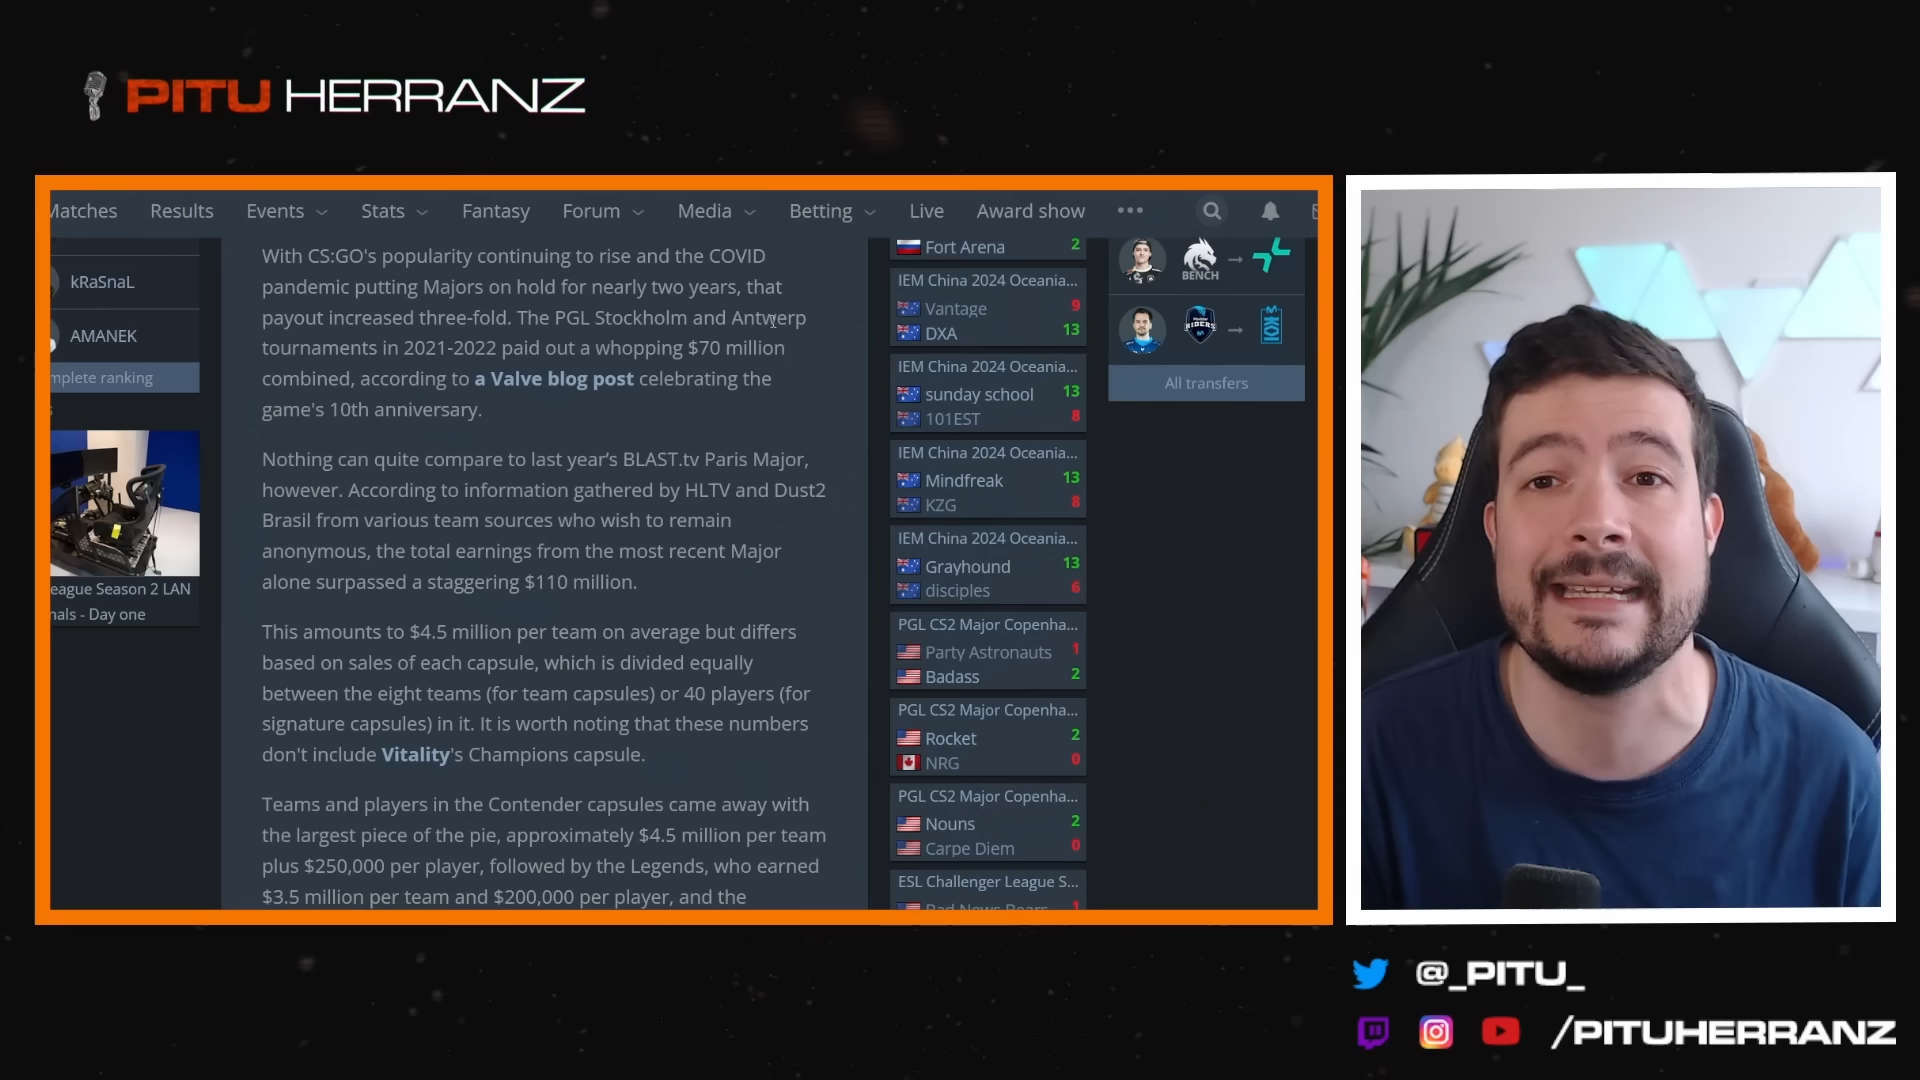 PITU HERRANZ
Matches Results Events Stats Fantasy Forum Media Betting Live Award show
kRaSnaL
AMANEK
mplete ranking
eague Season 2 LAN
nals - Day one
With CS:GO's popularity continuing to rise and the COVID
pandemic putting Majors on hold for nearly two years, that
payout increased three-fold. The PGL Stockholm and Antwerp
tournaments in 2021-2022 paid out a whopping $70 million
combined, according to a Valve blog post celebrating the
game's 10th anniversary.
Nothing can quite compare to last year's BLAST.tv Paris Major,
however. According to information gathered by HLTV and Dust2
Brasil from various team sources who wish to remain
anonymous, the total earnings from the most recent Major
alone surpassed a staggering $110 million.
This amounts to $4.5 million per team on average but differs
based on sales of each capsule, which is divided equally
between the eight teams (for team capsules) or 40 players (for
signature capsules) in it. It is worth noting that these numbers
don't include Vitality's Champions capsule.
Teams and players in the Contender capsules came away with
the largest piece of the pie, approximately $4.5 million per team
plus $250,000 per player, followed by the Legends, who earned
$3.5 million per team and $200,000 per player, and the
Fort Arena 2
IEM China 2024 Oceania...
Vantage 9
DXA 13
IEM China 2024 Oceania...
sunday school 13
101EST 8
IEM China 2024 Oceania...
Mindfreak 13
KZG 8
IEM China 2024 Oceania...
Grayhound 13
disciples 6
PGL CS2 Major Copenha...
Party Astronauts 1
Badass 2
PGL CS2 Major Copenha...
Rocket 2
NRG 0
PGL CS2 Major Copenha...
Nouns 2
Carpe Diem 0
ESL Challenger League S...
Bad News Bears 1
BENCH
RIDERS
All transfers
@_PITU_
/PITUHERRANZ